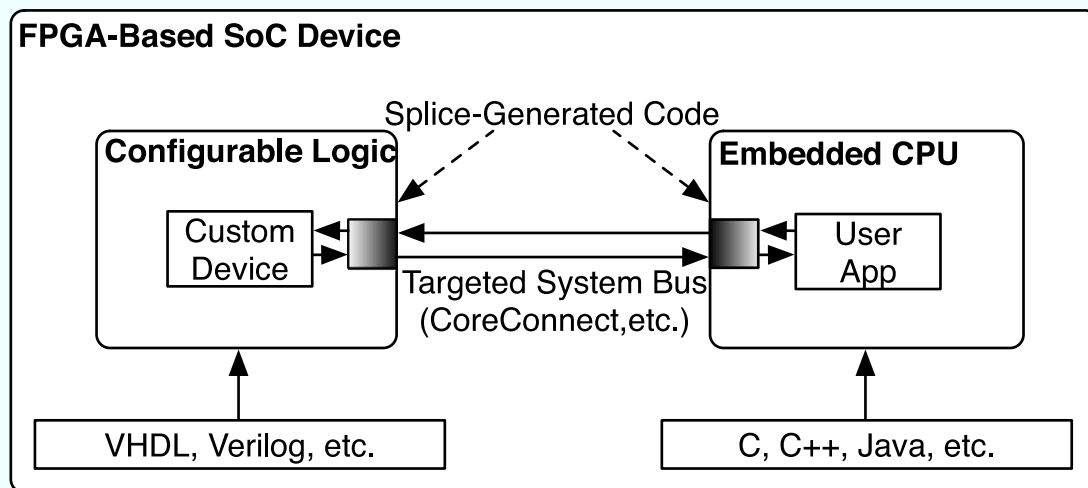 FPGA-Based SoC Device
Splice-Generated Code
Configurable Logic
Embedded CPU
Custom
Device
User
App
Targeted System Bus
(CoreConnect,etc.)
VHDL, Verilog, etc.
C, C++, Java, etc.